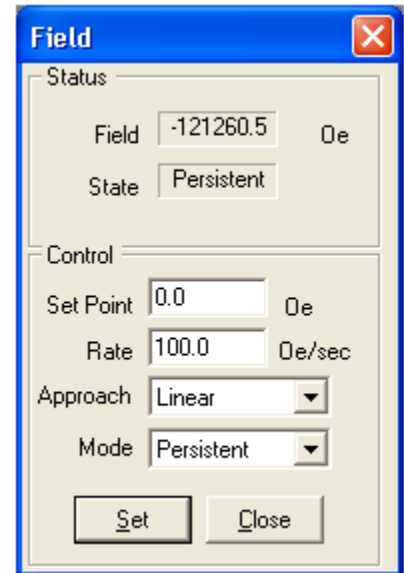 Field
Status
Field -121260.5 Oe
State Persistent
Control
Set Point 0.0 Oe
Rate 100.0 Oe/sec
Approach Linear
Mode Persistent
Set Close